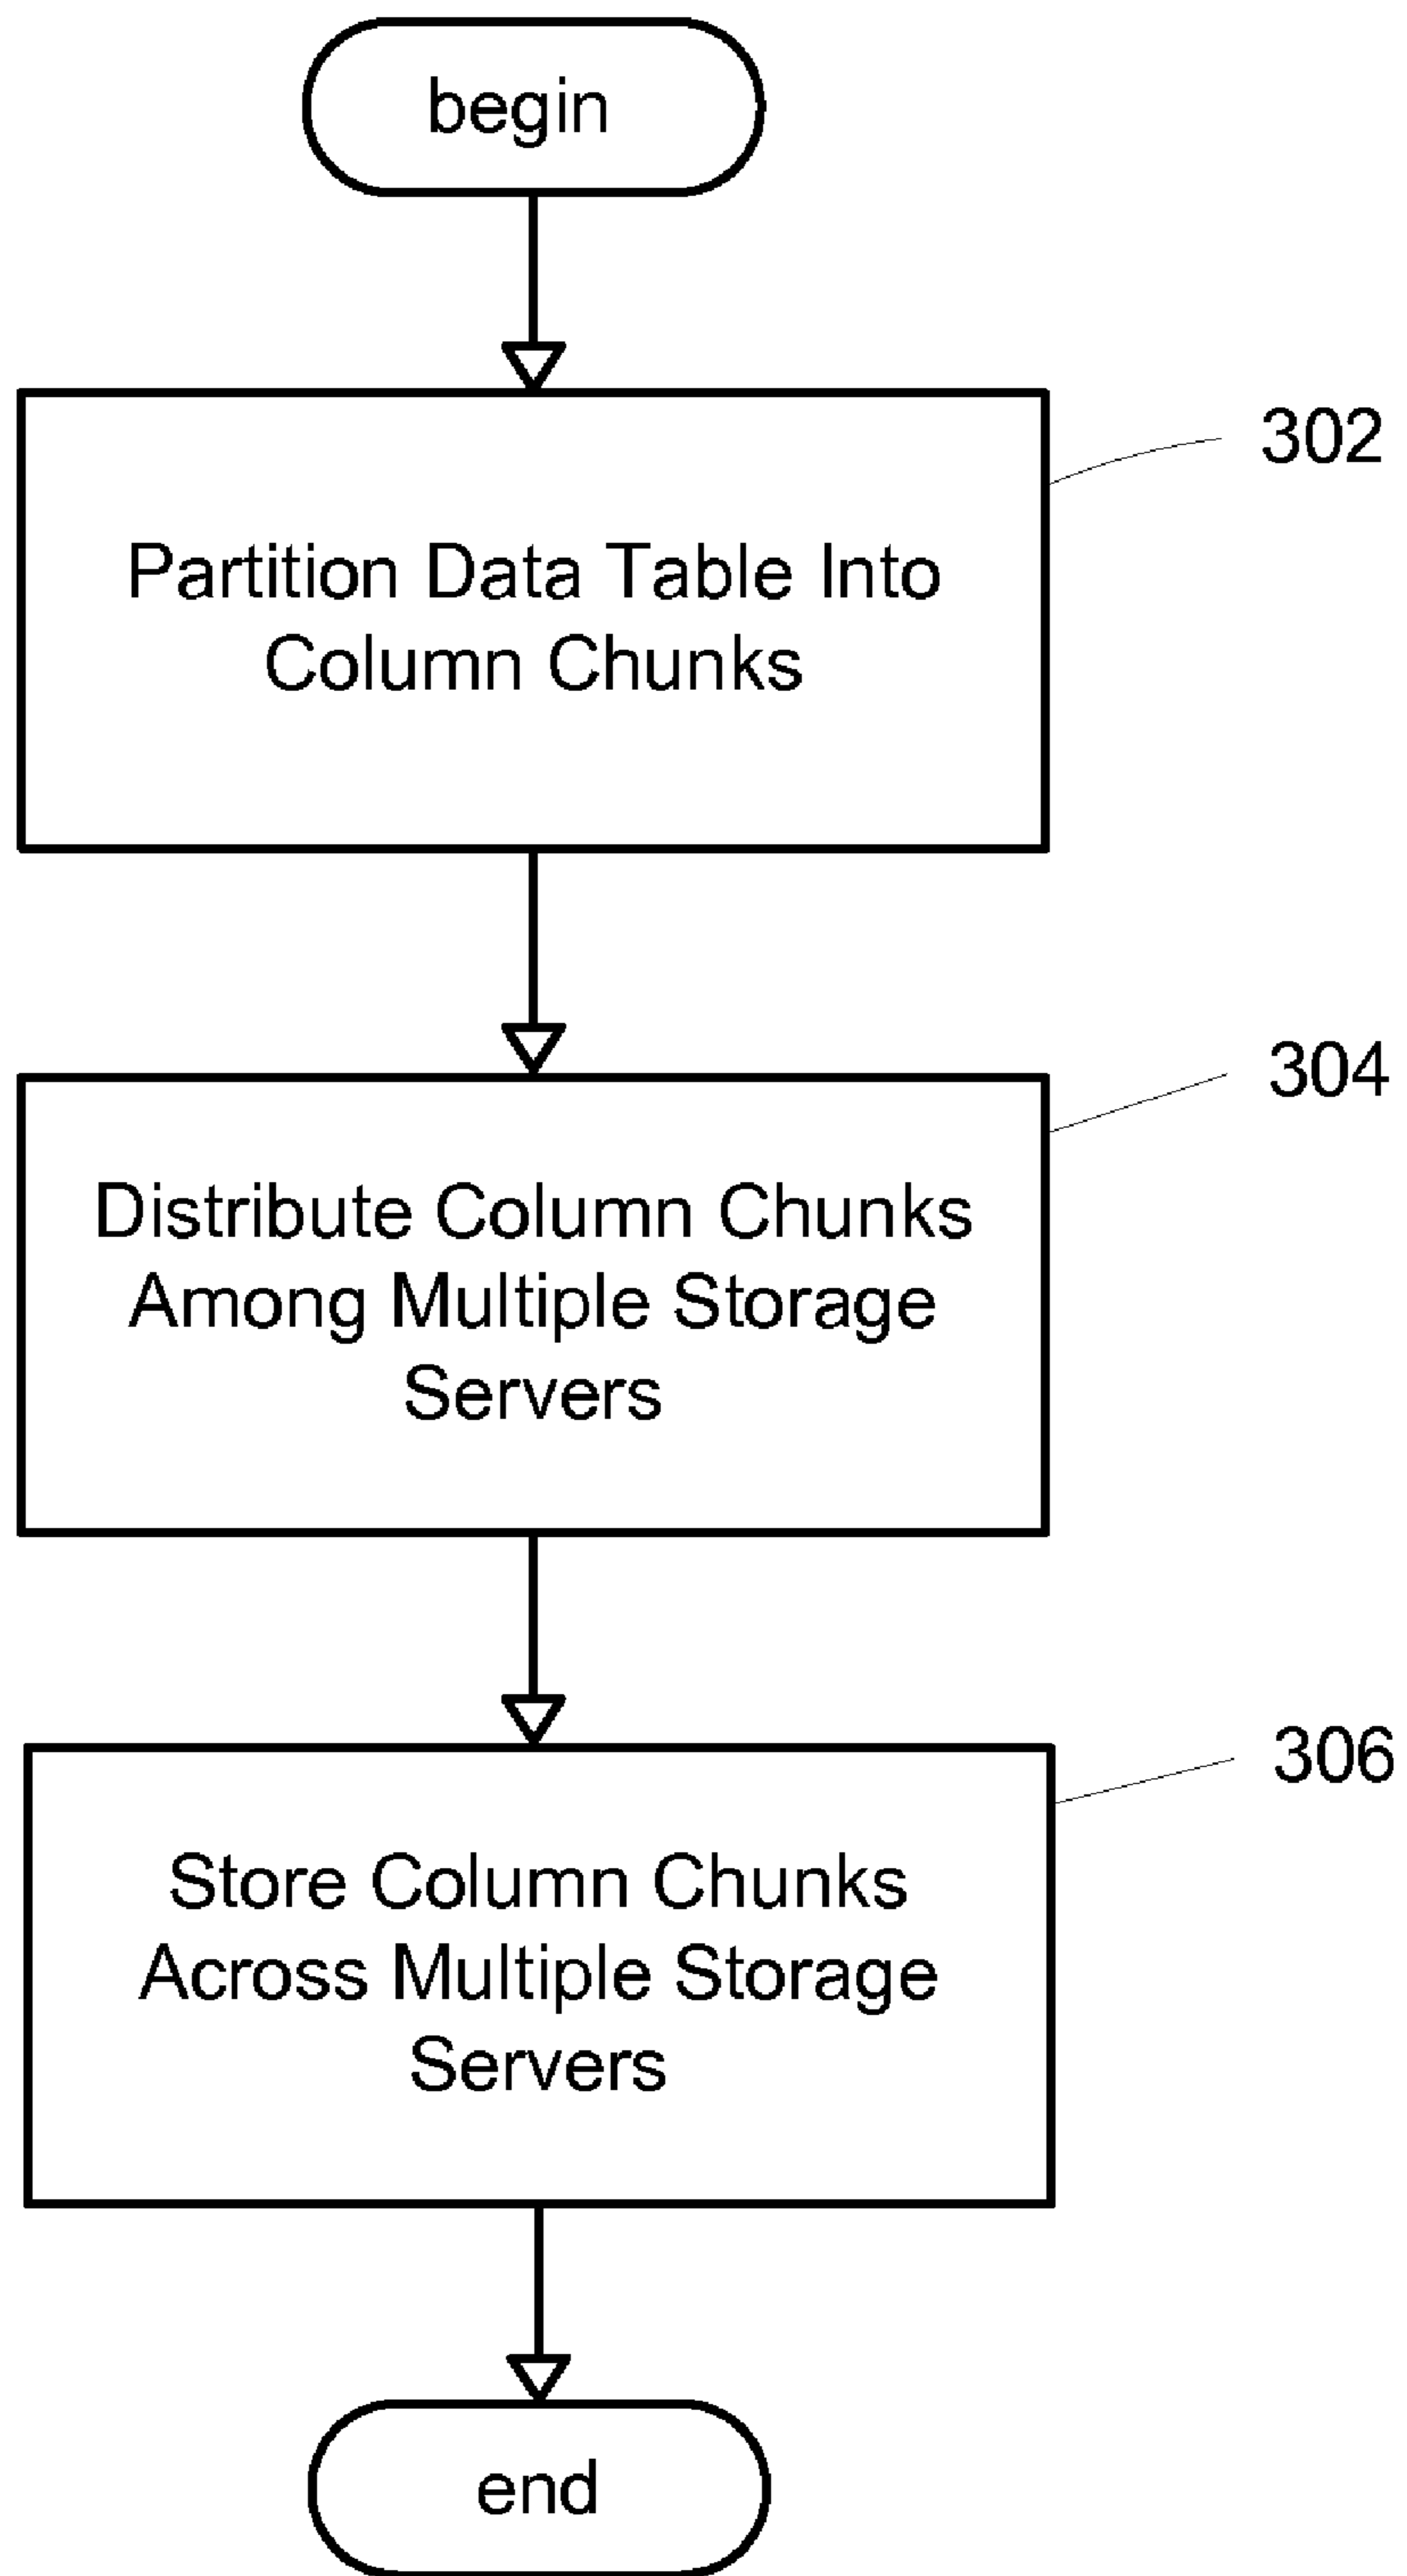 begin
302
Partition Data Table Into
Column Chunks
304
Distribute Column Chunks
Among Multiple Storage
Servers
306
Store Column Chunks
Across Multiple Storage
Servers
end